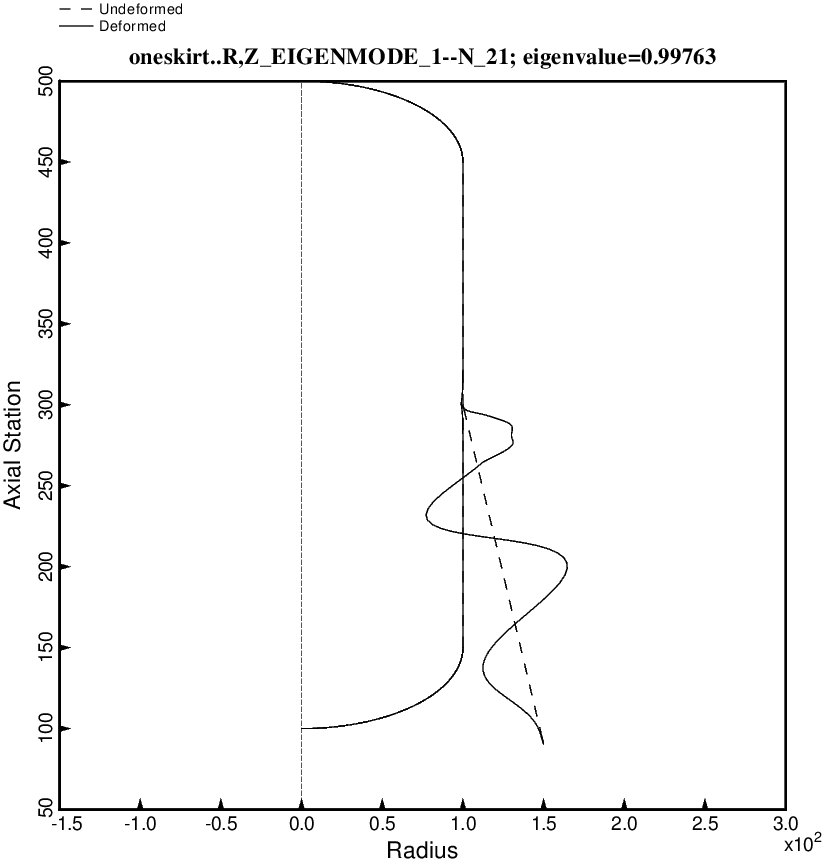 Undeformed
Deformed
oneskirt..R,Z_EIGENMODE_1--N_21; eigenvalue=0.99763
500
450
400
350
300
250
200
150
100
50
Axial Station
-1.5 -1.0 -0.5 0.0 0.5 1.0 1.5 2.0 2.5 3.0
x10²
Radius